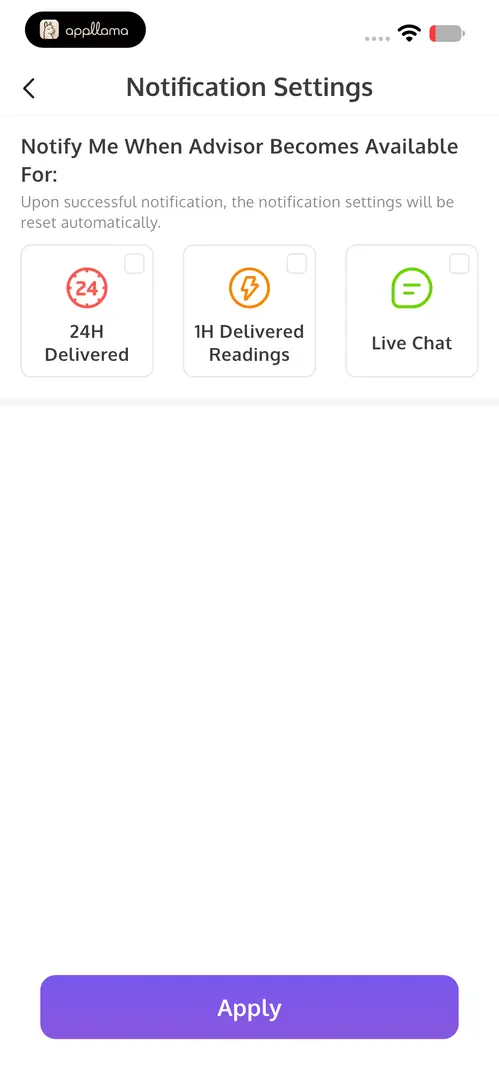 appllama
Notification Settings
Notify Me When Advisor Becomes Available
For:
Upon successful notification, the notification settings will be
reset automatically.
24
24H
Delivered
1H Delivered
Readings
Live Chat
Apply